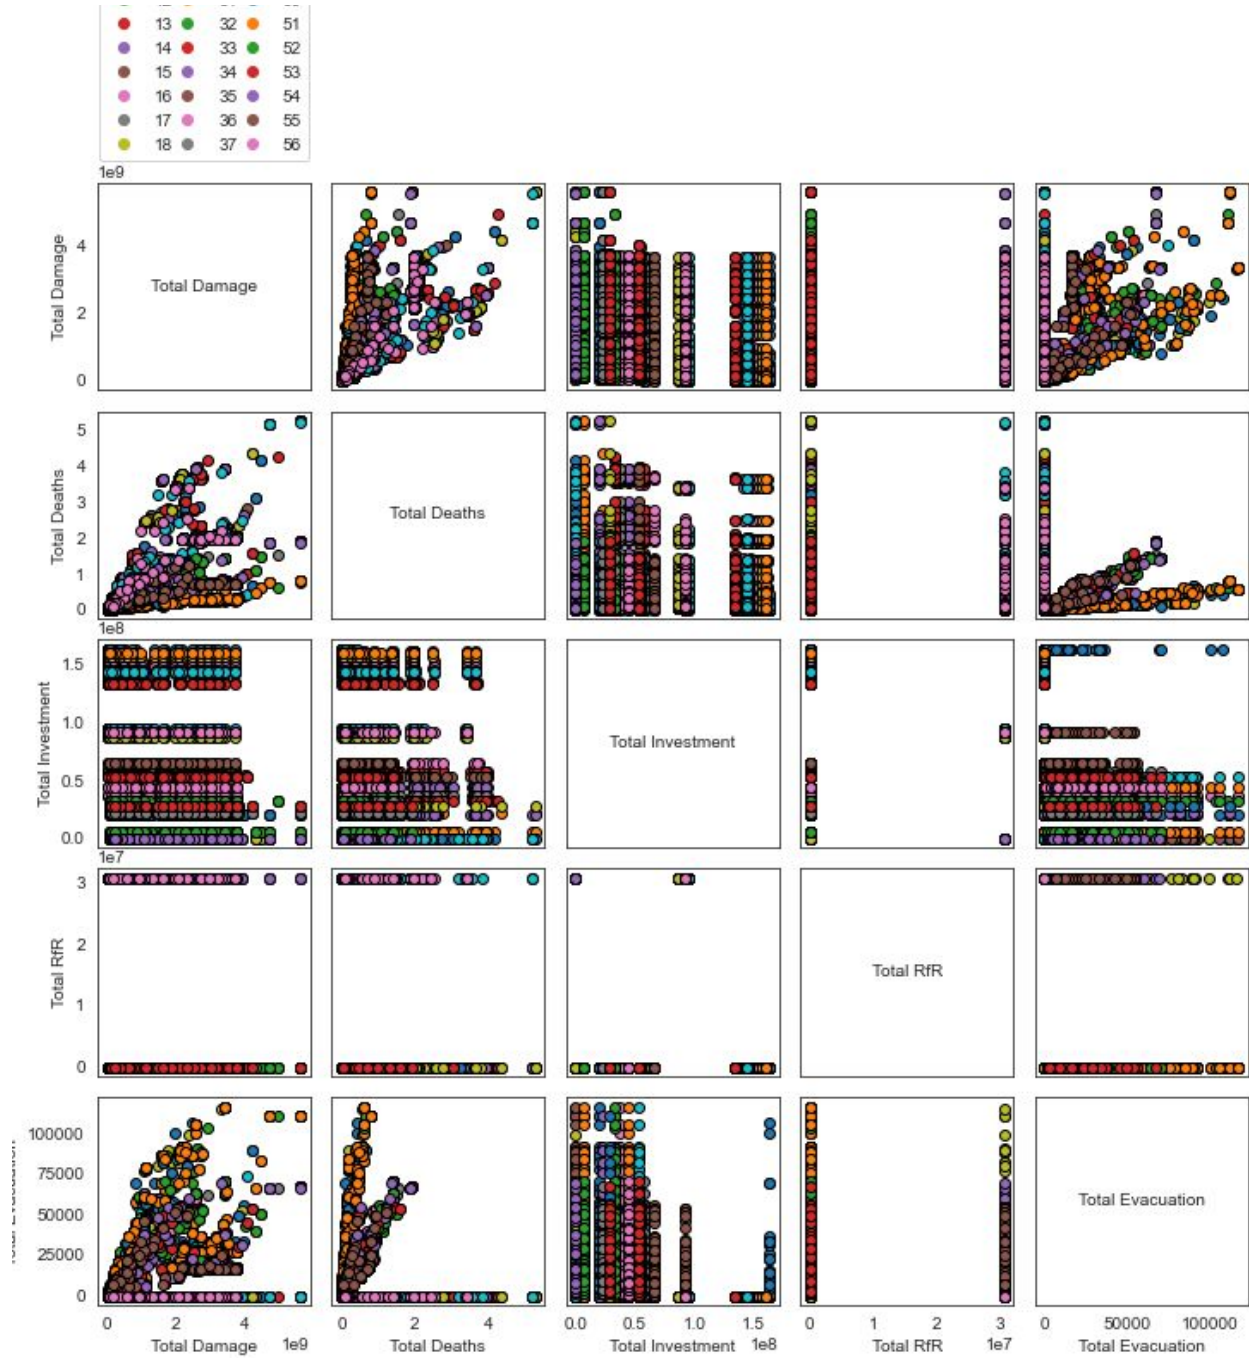 13 32 51
14 33 52
15 34 53
16 35 54
17 36 55
18 37 56
1e9
Total Damage
4
2
0
Total Damage
Total Deaths
5
4
3
2
1
0
Total Deaths
1e8
Total Investment
1.5
1.0
0.5
0.0
Total Investment
1e7
Total RfR
3
2
1
0
Total RfR
Total Evacuation
100000
75000
50000
25000
0
Total Evacuation
0 2 4 0 2 4 0.0 0.5 1.0 1.5 0 1 2 3 0 50000 100000
Total Damage 1e9 Total Deaths Total Investment 1e8 Total RfR 1e7 Total Evacuation